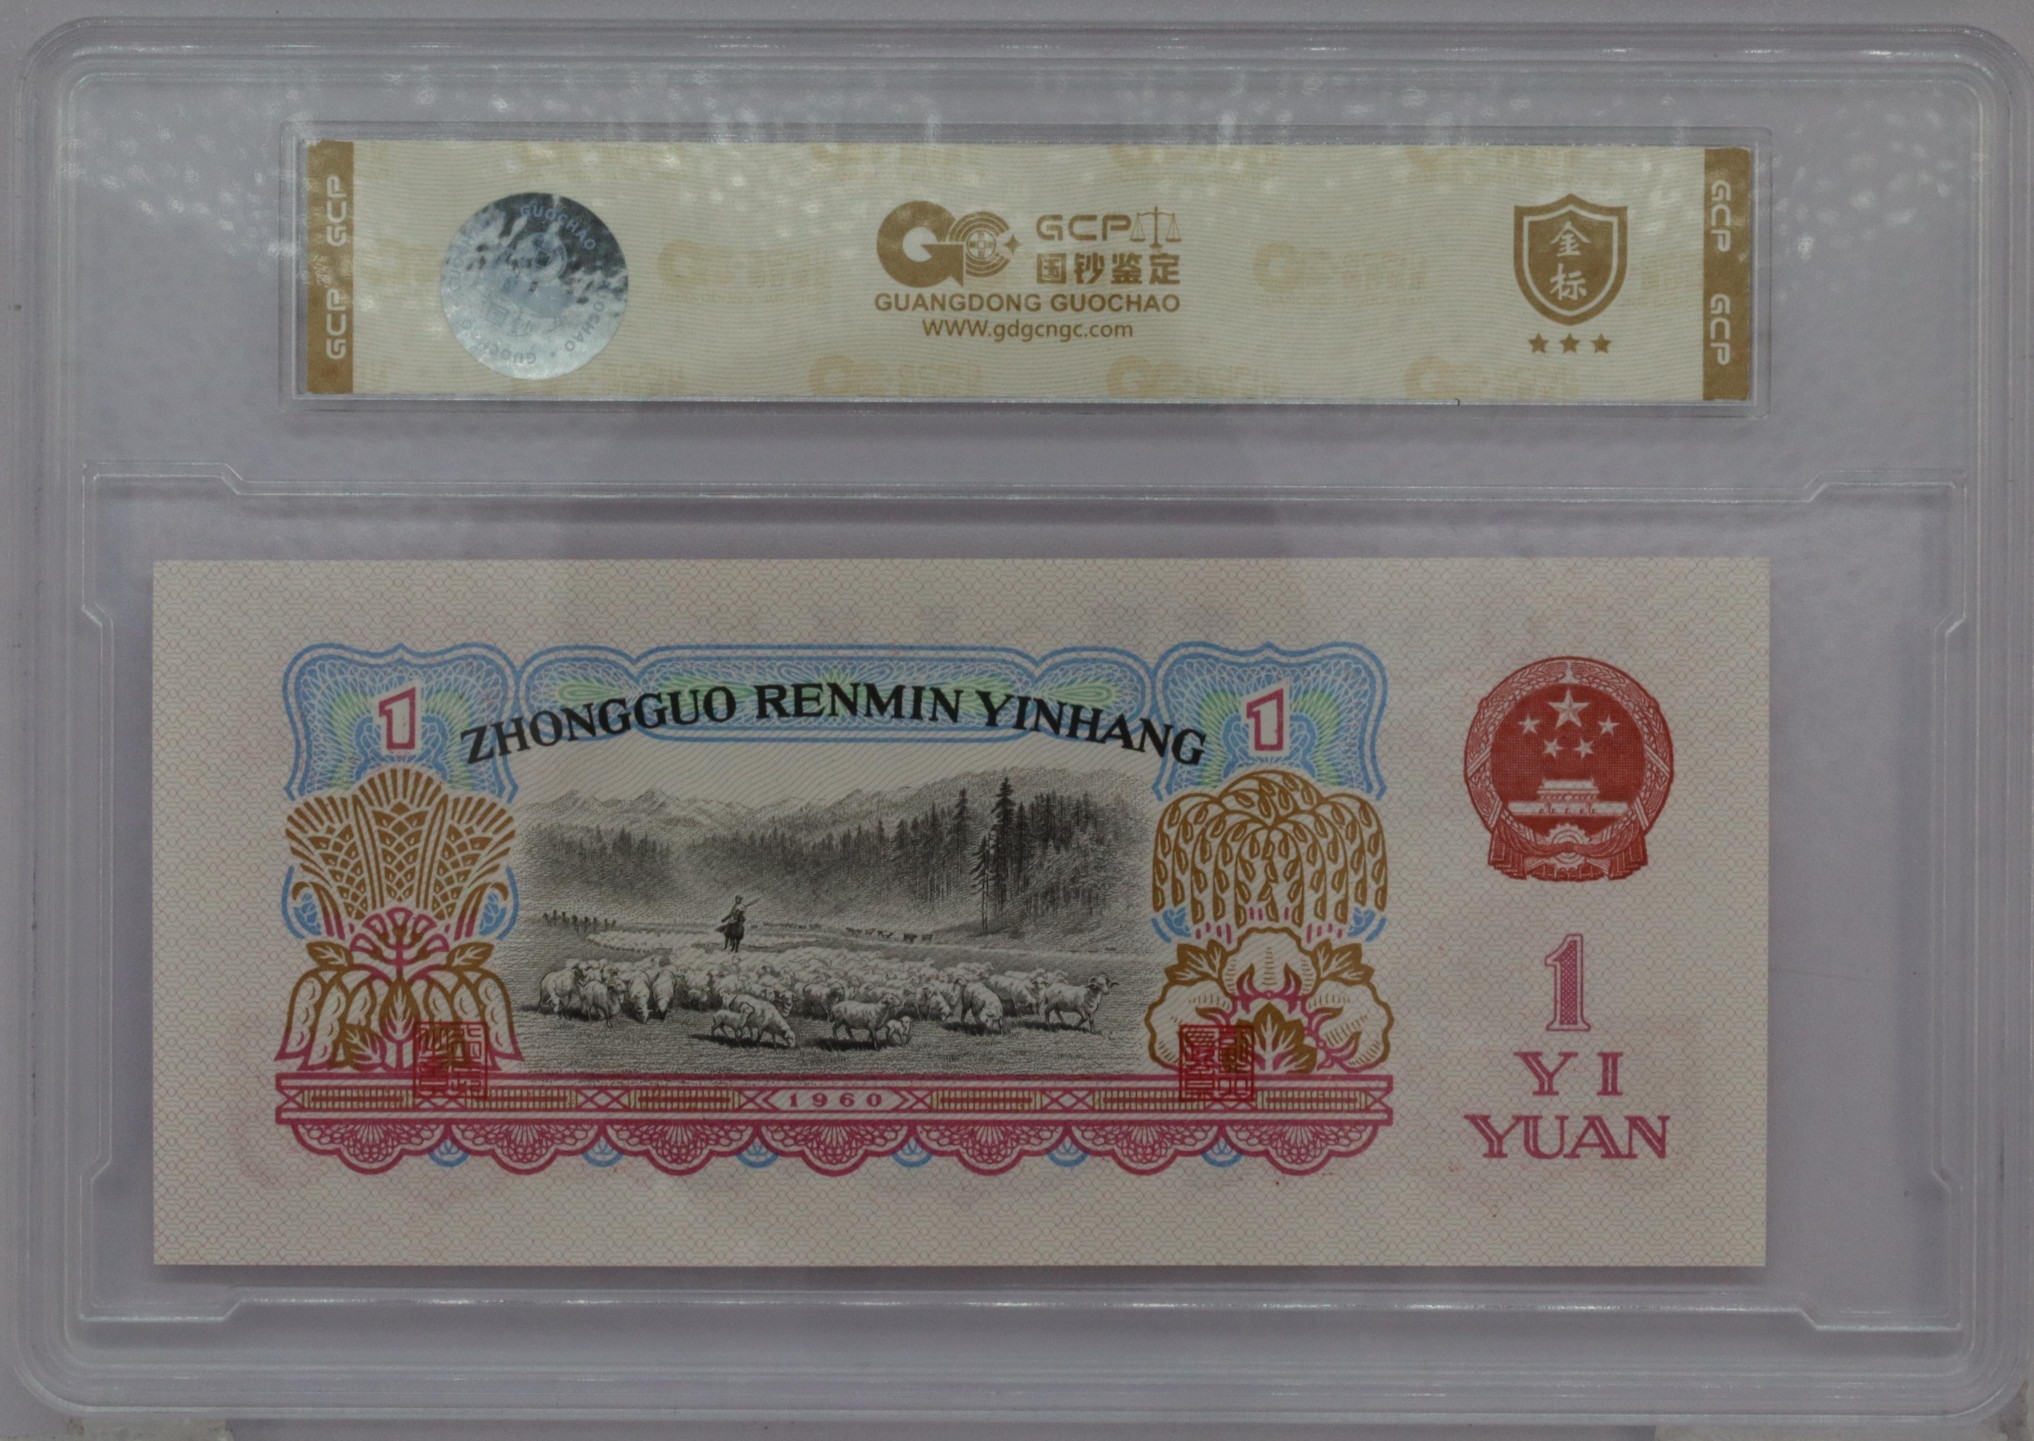 GCP GCP
GUOCHAO
GCP
国钞鉴定
GUANGDONG GUOCHAO
WWW.gdgcngc.com
金
标
GCP GCP
1
ZHONGGUO RENMIN YINHANG
1
1960
1
YI
YUAN